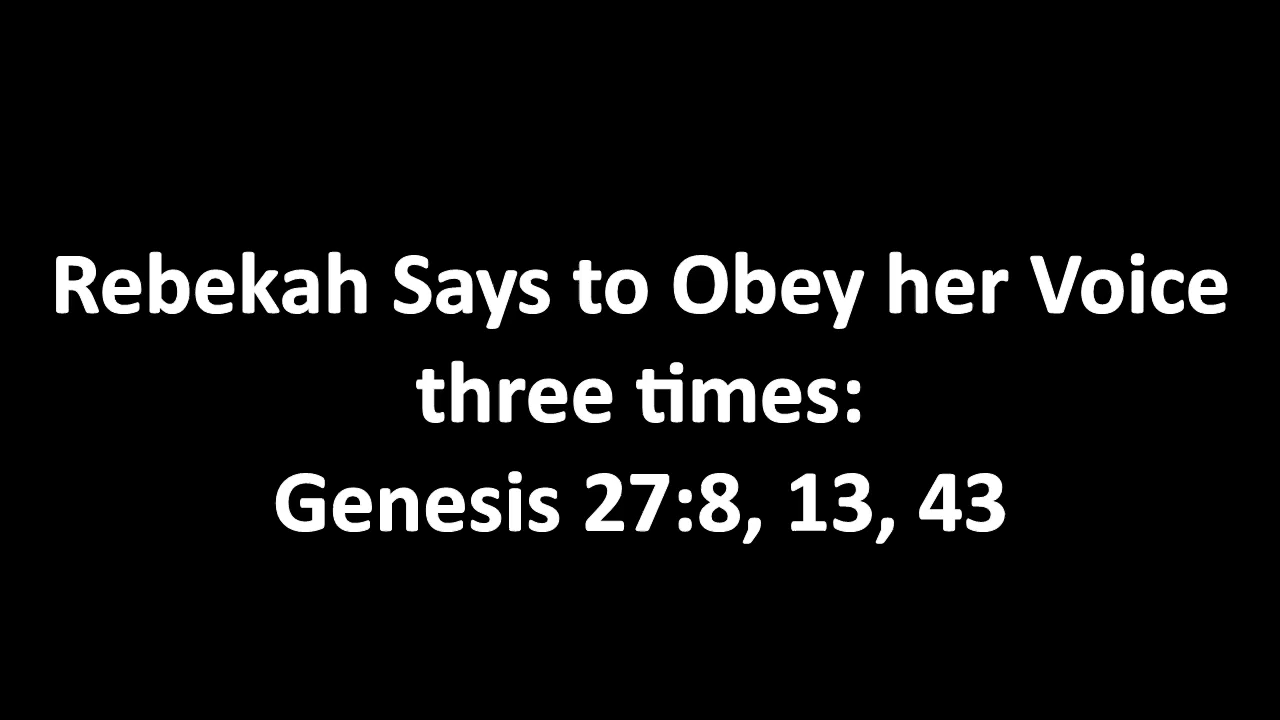 Rebekah Says to Obey her Voice
three times:
Genesis 27:8, 13, 43